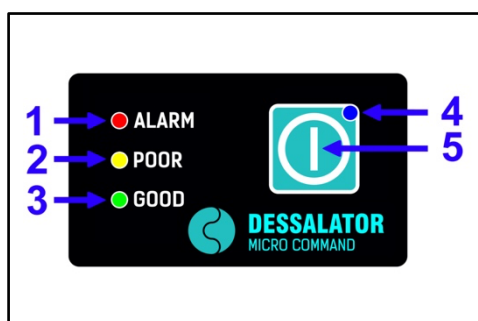 1 ALARM 4
2 POOR 5
3 GOOD
DESSALATOR
MICRO COMMAND